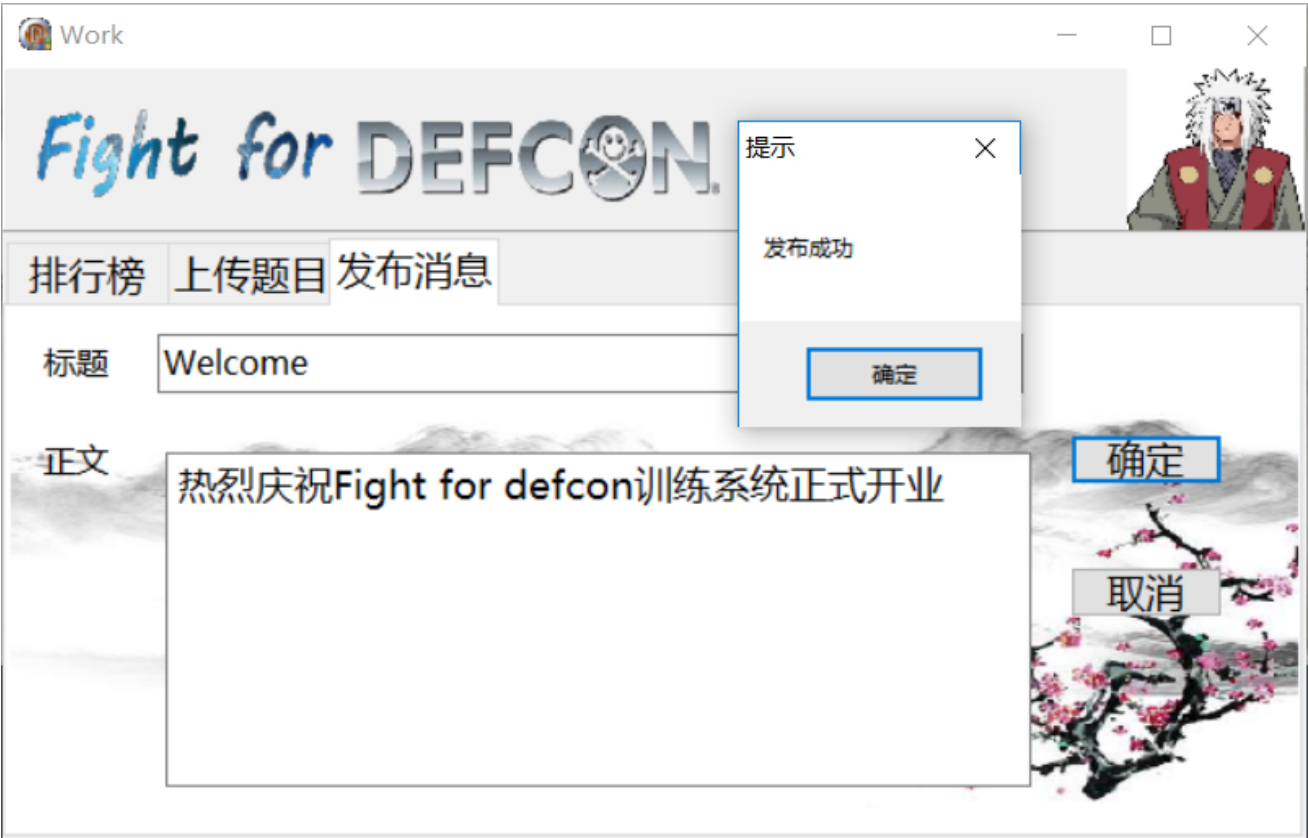 Work
Fight for DEFCON.
提示
发布成功
确定
排行榜 上传题目 发布消息
标题 Welcome
正文
热烈庆祝Fight for defcon训练系统正式开业
确定
取消